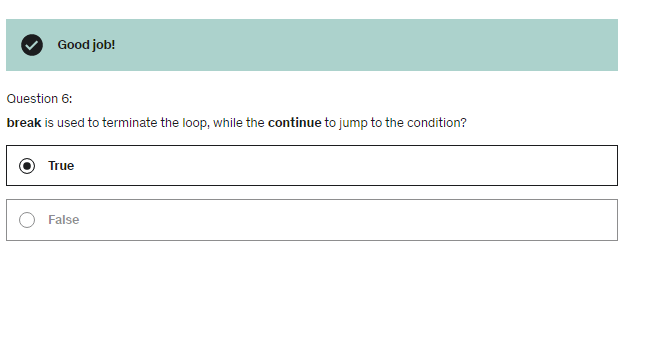 Good job!
Question 6:
break is used to terminate the loop, while the continue to jump to the condition?
True
False